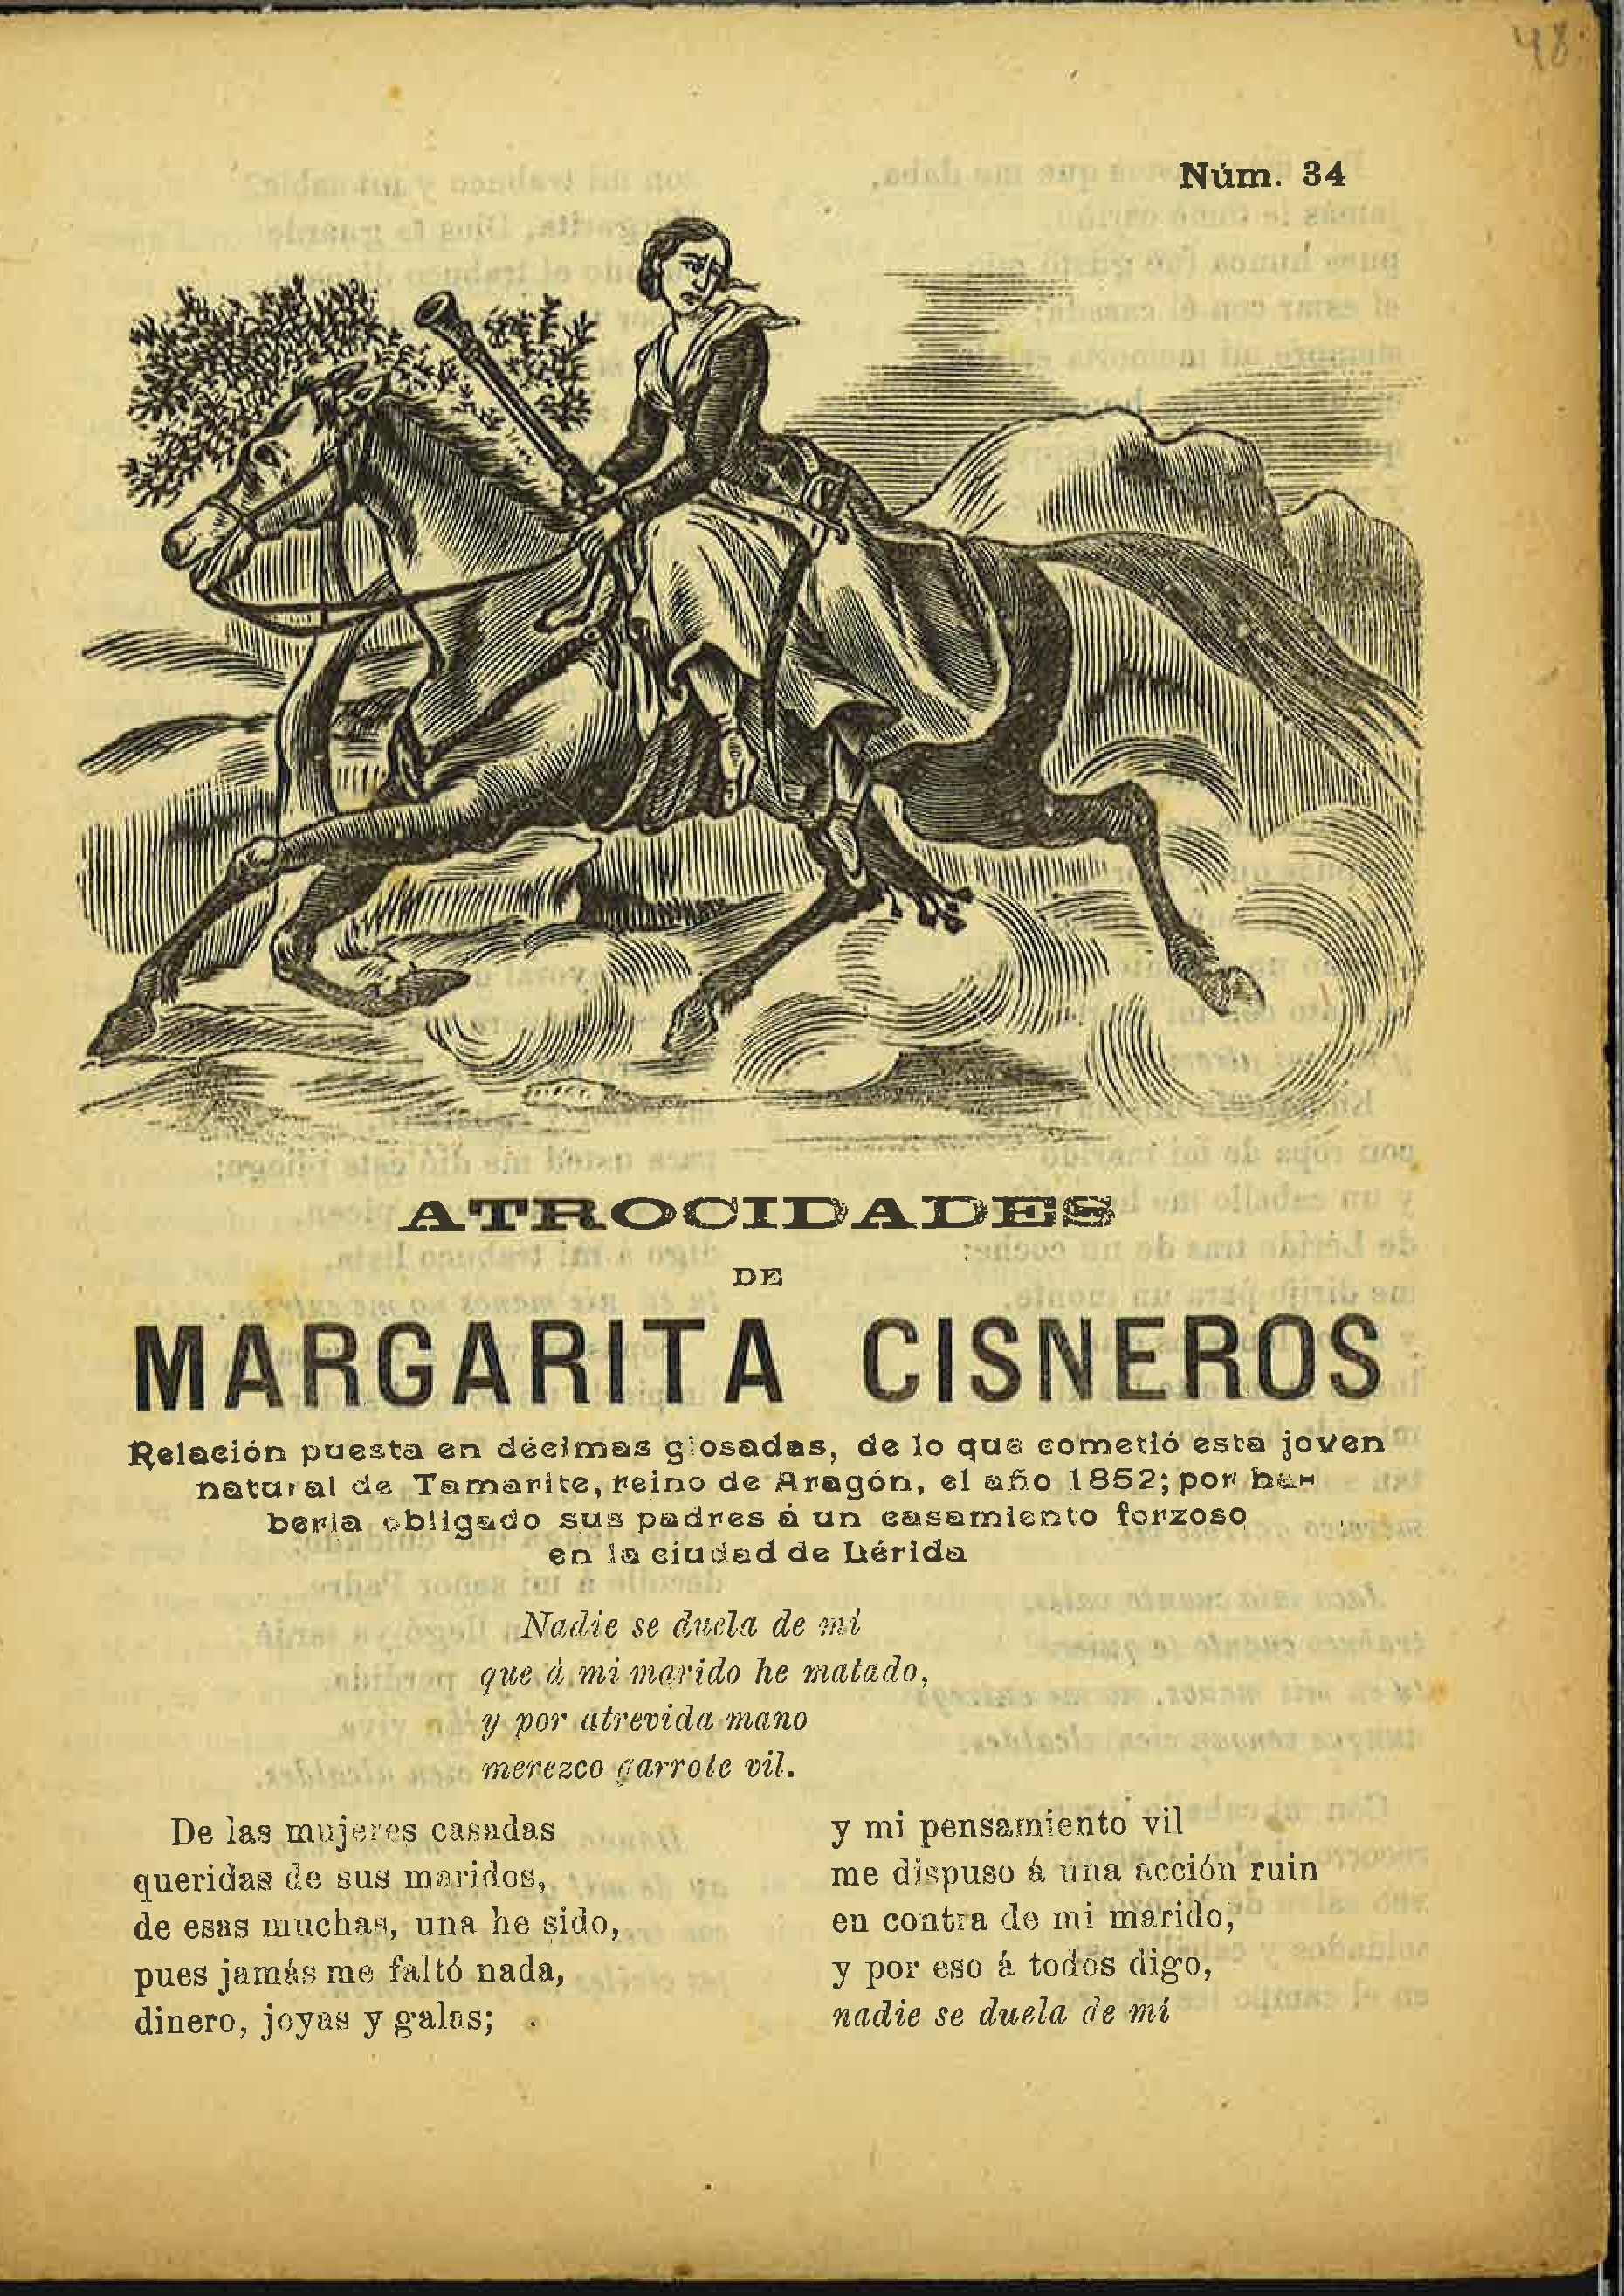 48
Núm. 34
ATROCIDADES
DE
MARGARITA CISNEROS
Relación puesta en décimas glosadas, de lo que cometió esta joven
natural de Tamarite, reino de Aragón, el año 1852; por ha-
berla obligado sus padres á un casamiento forzoso
en la ciudad de Lérida
Nadie se duela de mí
que á mi marido he matado,
y por atrevida mano
merezco garrote vil.
De las mujeres casadas
queridas de sus maridos,
de esas muchas, una he sido,
pues jamás me faltó nada,
dinero, joyas y galas;
y mi pensamiento vil
me dispuso á una acción ruin
en contra de mi marido,
y por eso á todos digo,
nadie se duela de mí